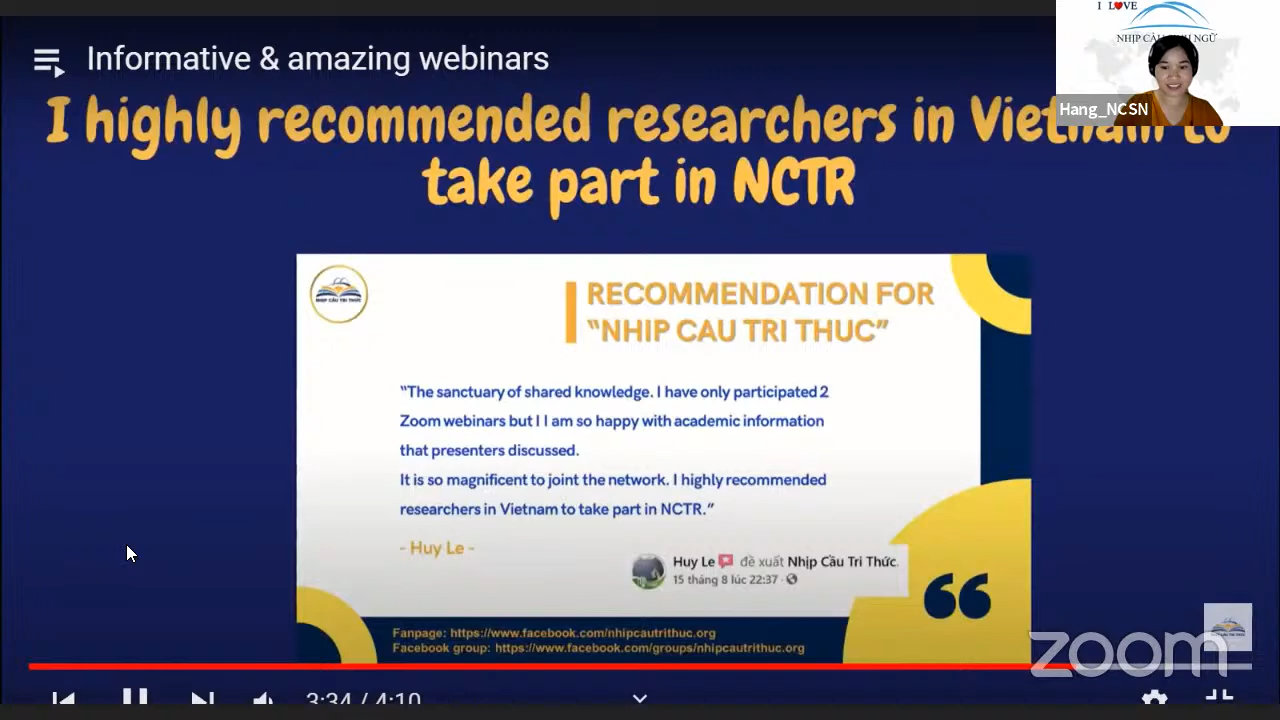 I LOVE
NHỊP CẦU
NGỮ
Informative & amazing webinars
Hang_NCSN
I highly recommended researchers in Vietnam to
take part in NCTR
NHỊP CẦU TRI THỨC
RECOMMENDATION FOR
“NHIP CAU TRI THUC”
“The sanctuary of shared knowledge. I have only participated 2
Zoom webinars but I I am so happy with academic information
that presenters discussed.
It is so magnificent to joint the network. I highly recommended
researchers in Vietnam to take part in NCTR.”
- Huy Le -
Huy Le đề xuất Nhịp Cầu Tri Thức.
15 tháng 8 lúc 22:37
Fanpage: https://www.facebook.com/nhipcautrithuc.org
Facebook group: https://www.facebook.com/groups/nhipcautrithuc.org
zoom
3:34 / 4:10